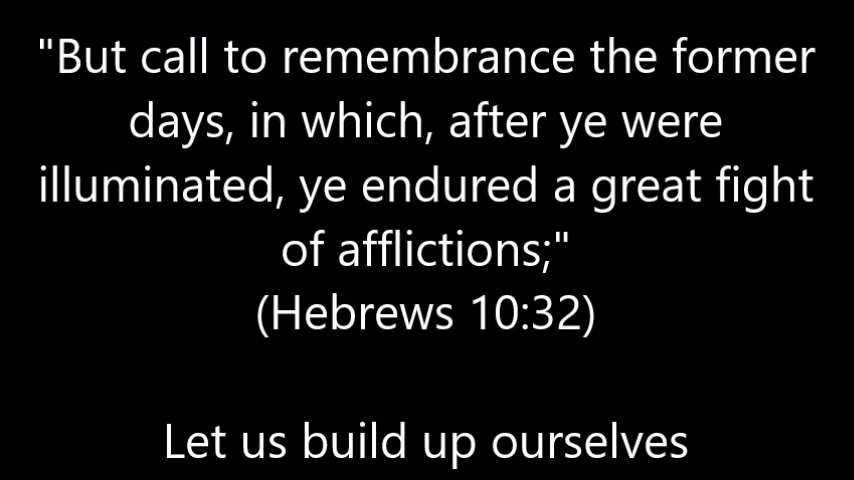 "But call to remembrance the former
days, in which, after ye were
illuminated, ye endured a great fight
of afflictions;"
(Hebrews 10:32)
Let us build up ourselves